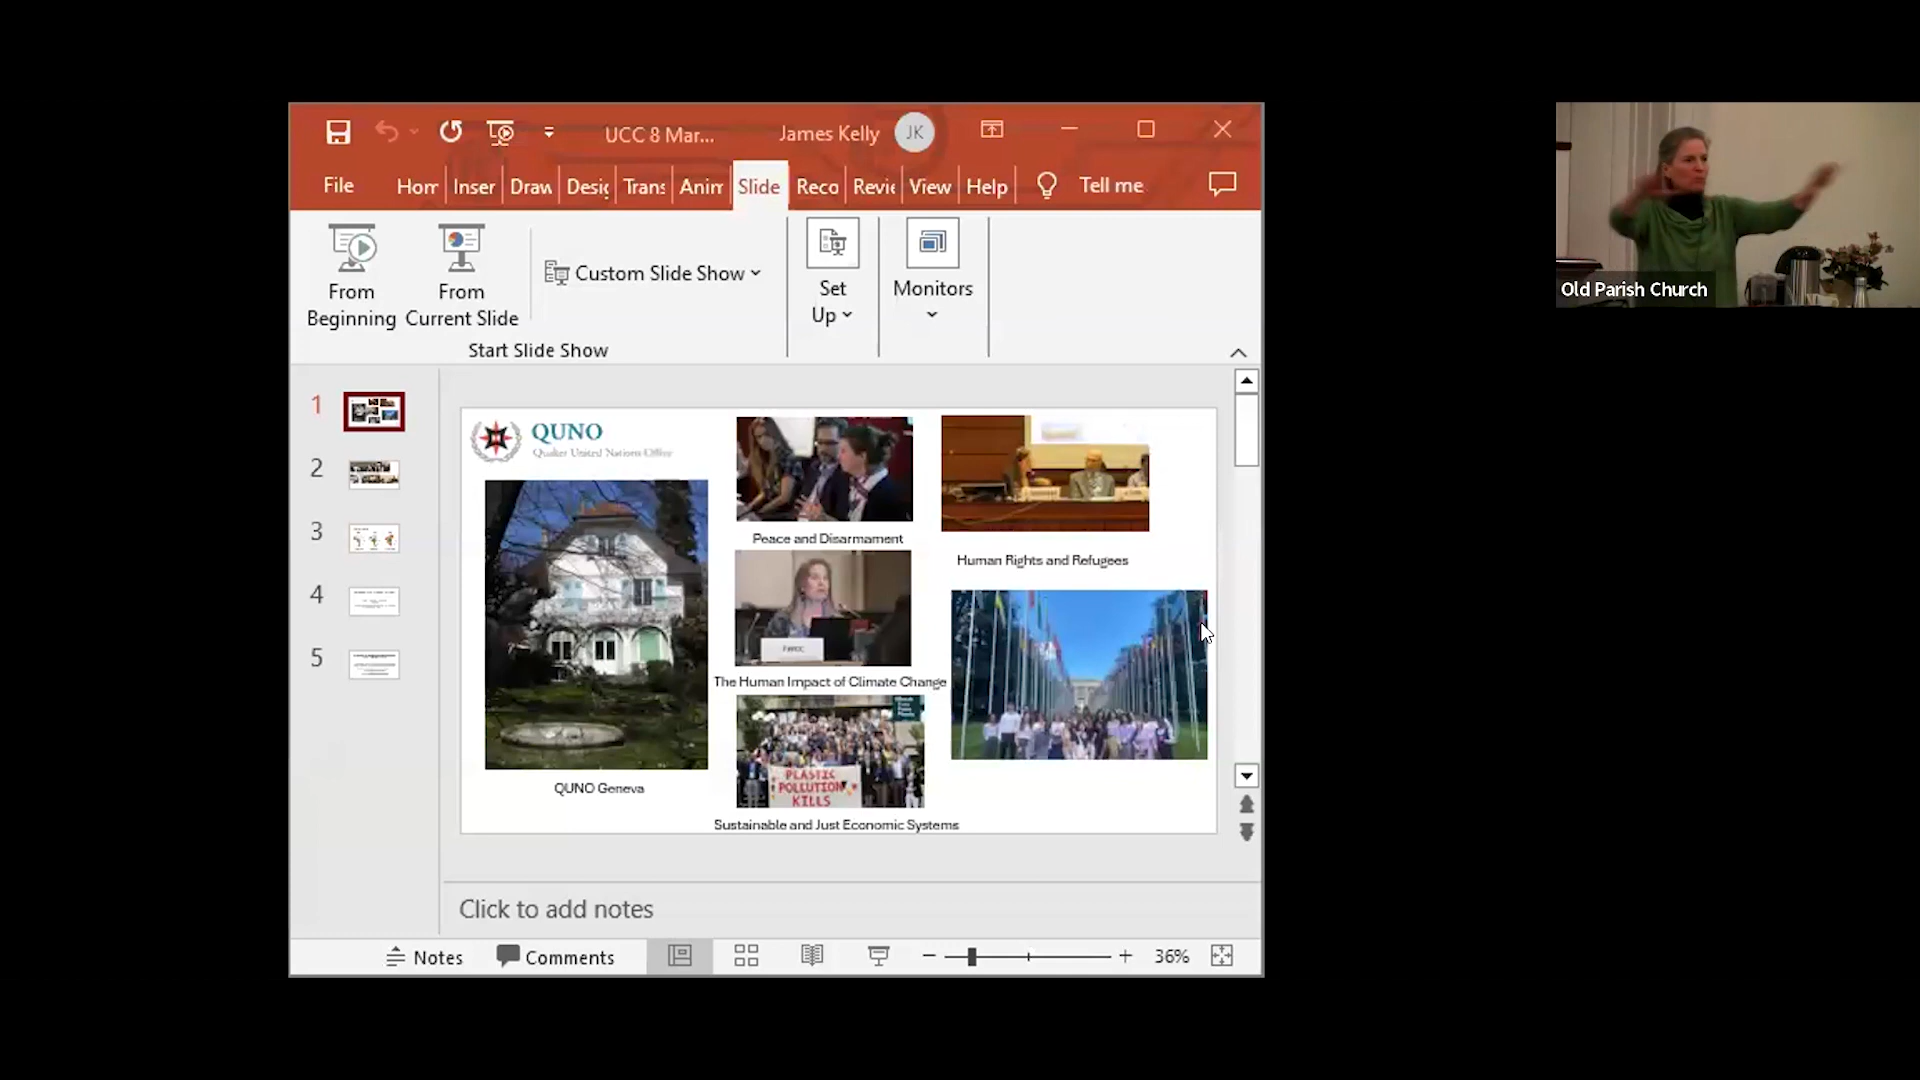 UCC 8 Mar...
James Kelly
JK
File
Hor
Inser
Draw
Desig
Trans
Anim
Slide
Reco
Revie
View
Help
Tell me
From Beginning
From Current Slide
Custom Slide Show
Start Slide Show
Set Up
Monitors
Old Parish Church
1
2
3
4
5
QUNO
Quaker United Nations Office
Peace and Disarmament
Human Rights and Refugees
The Human Impact of Climate Change
PLASTIC
POLLUTION
KILLS
QUNO Geneva
Sustainable and Just Economic Systems
Click to add notes
Notes
Comments
36%